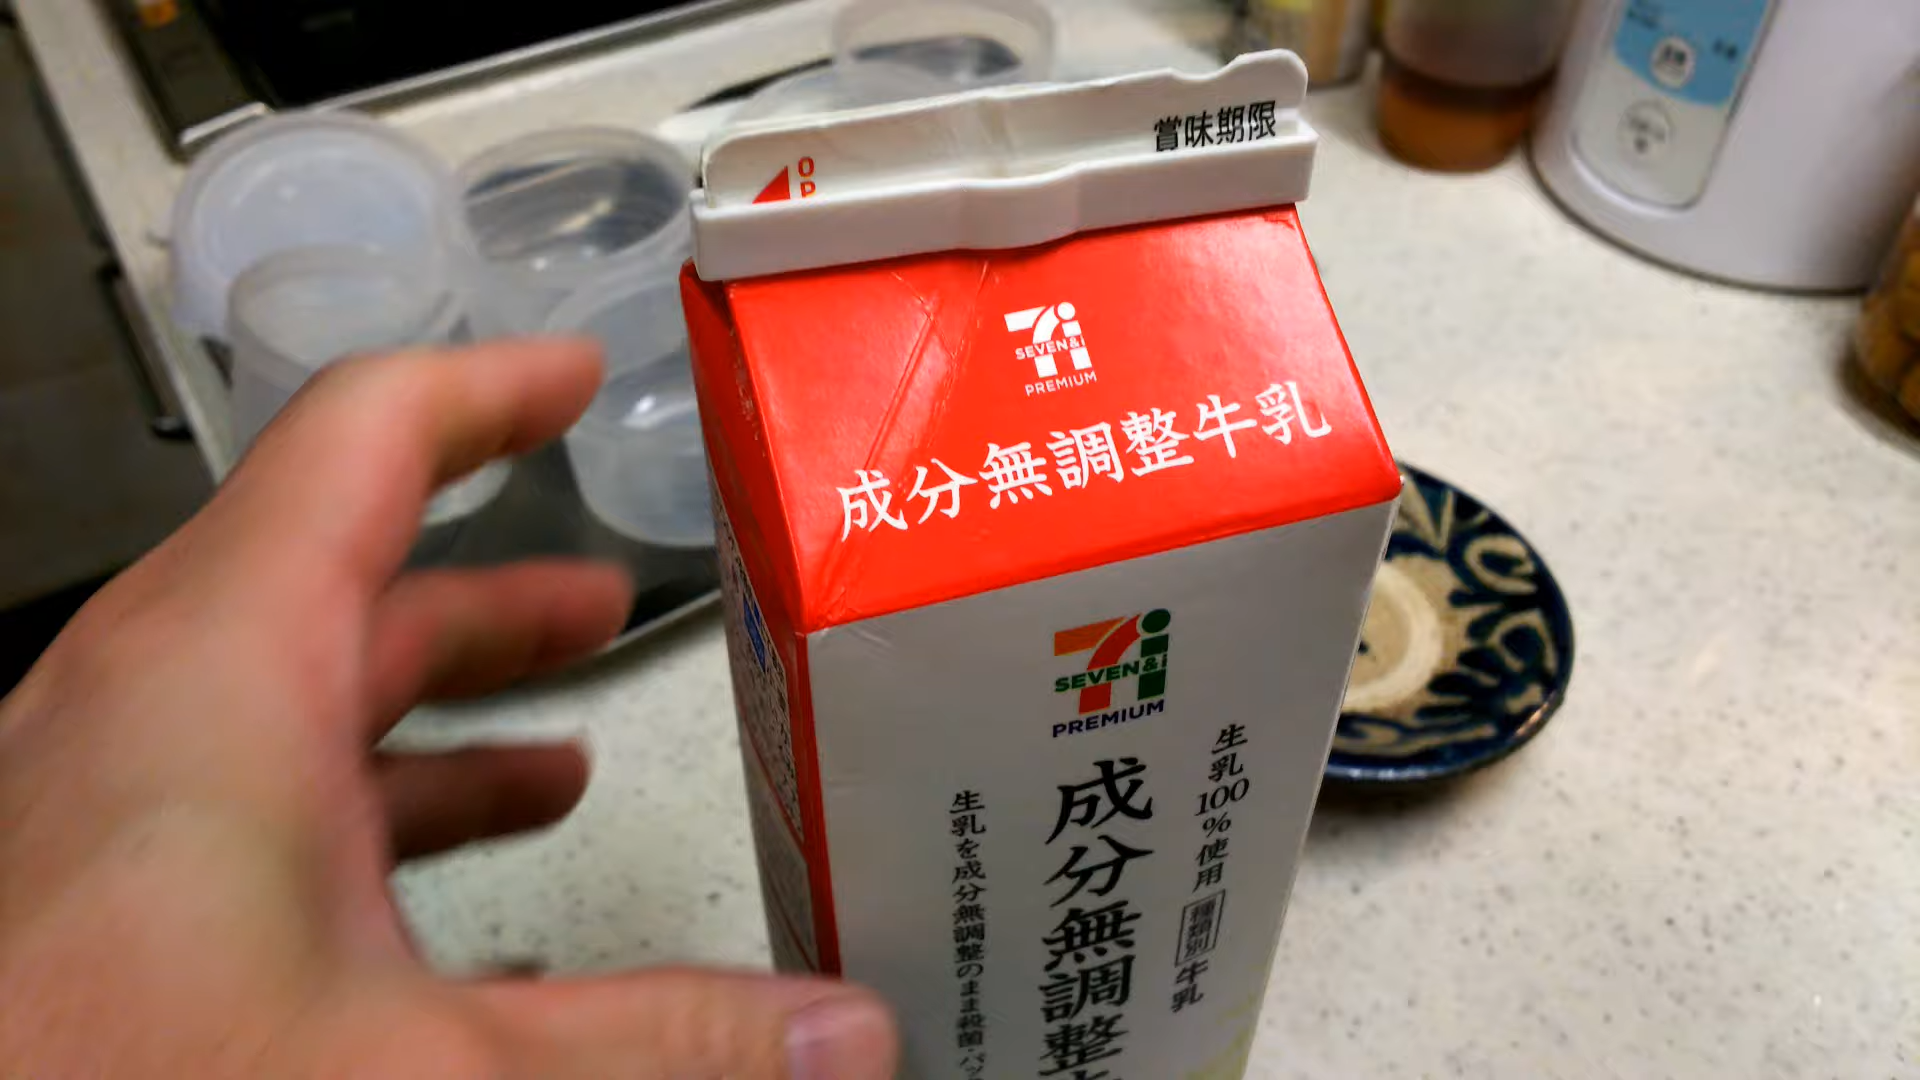 賞味期限
OP
SEVEN&i
PREMIUM
成分無調整牛乳
SEVEN&i
PREMIUM
生乳100%使用 種類別 牛乳
成分無調整
生乳を成分無調整のまま殺菌・パッ